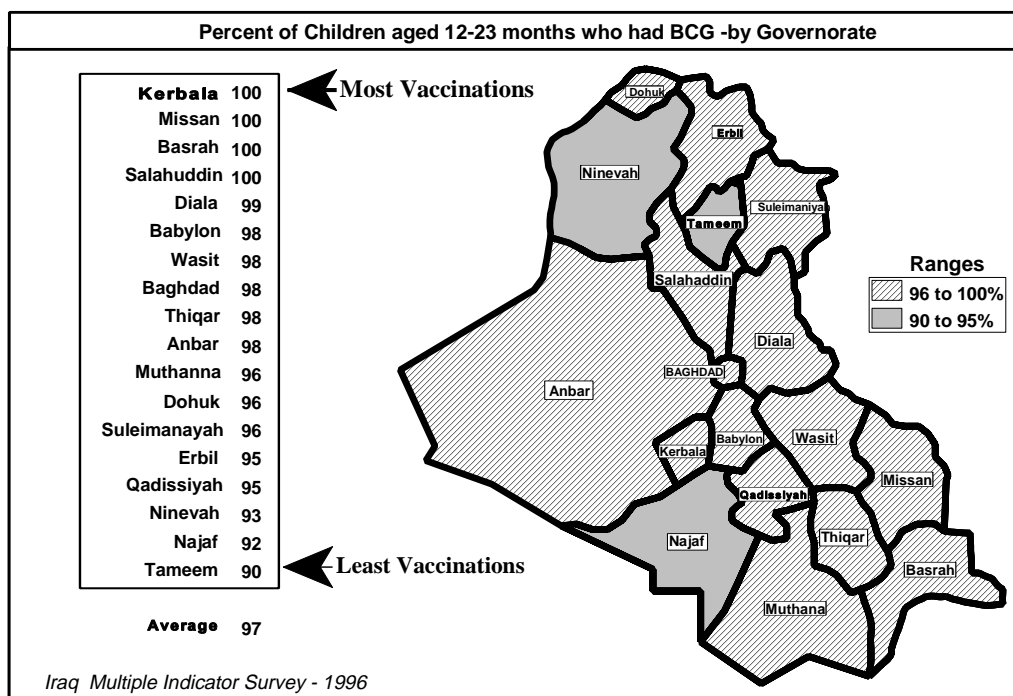 Percent of Children aged 12-23 months who had BCG -by Governorate
Kerbala 100
Most Vaccinations
Missan 100
Basrah 100
Salahuddin 100
Diala 99
Babylon 98
Wasit 98
Baghdad 98
Thiqar 98
Anbar 98
Muthanna 96
Dohuk 96
Suleimanayah 96
Erbil 95
Qadissiyah 95
Ninevah 93
Najaf 92
Tameem 90
Least Vaccinations
Average 97
Iraq Multiple Indicator Survey - 1996
Dohuk
Erbil
Ninevah
Suleimaniyah
Tameem
Salahaddin
Diala
BAGHDAD
Anbar
Babylon
Wasit
Kerbala
Missan
Qadissiyah
Najaf
Thiqar
Basrah
Muthana
Ranges
96 to 100%
90 to 95%